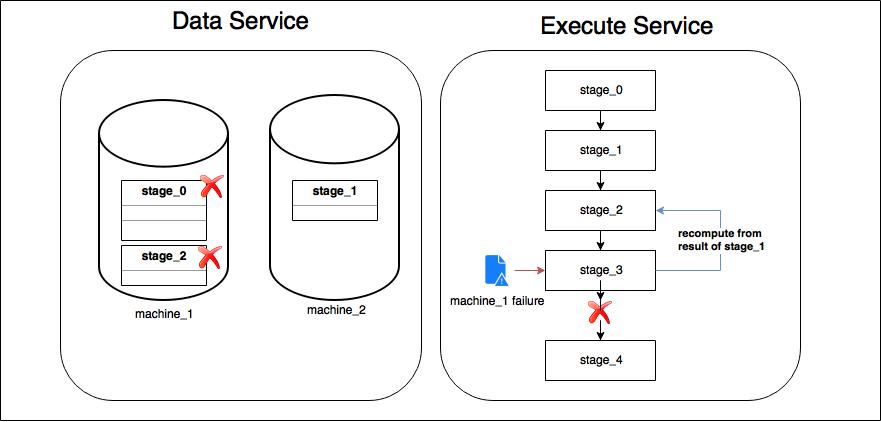 Data Service
stage_0
stage_2
machine_1
stage_1
machine_2
Execute Service
stage_0
stage_1
stage_2
recompute from
result of stage_1
stage_3
machine_1 failure
stage_4